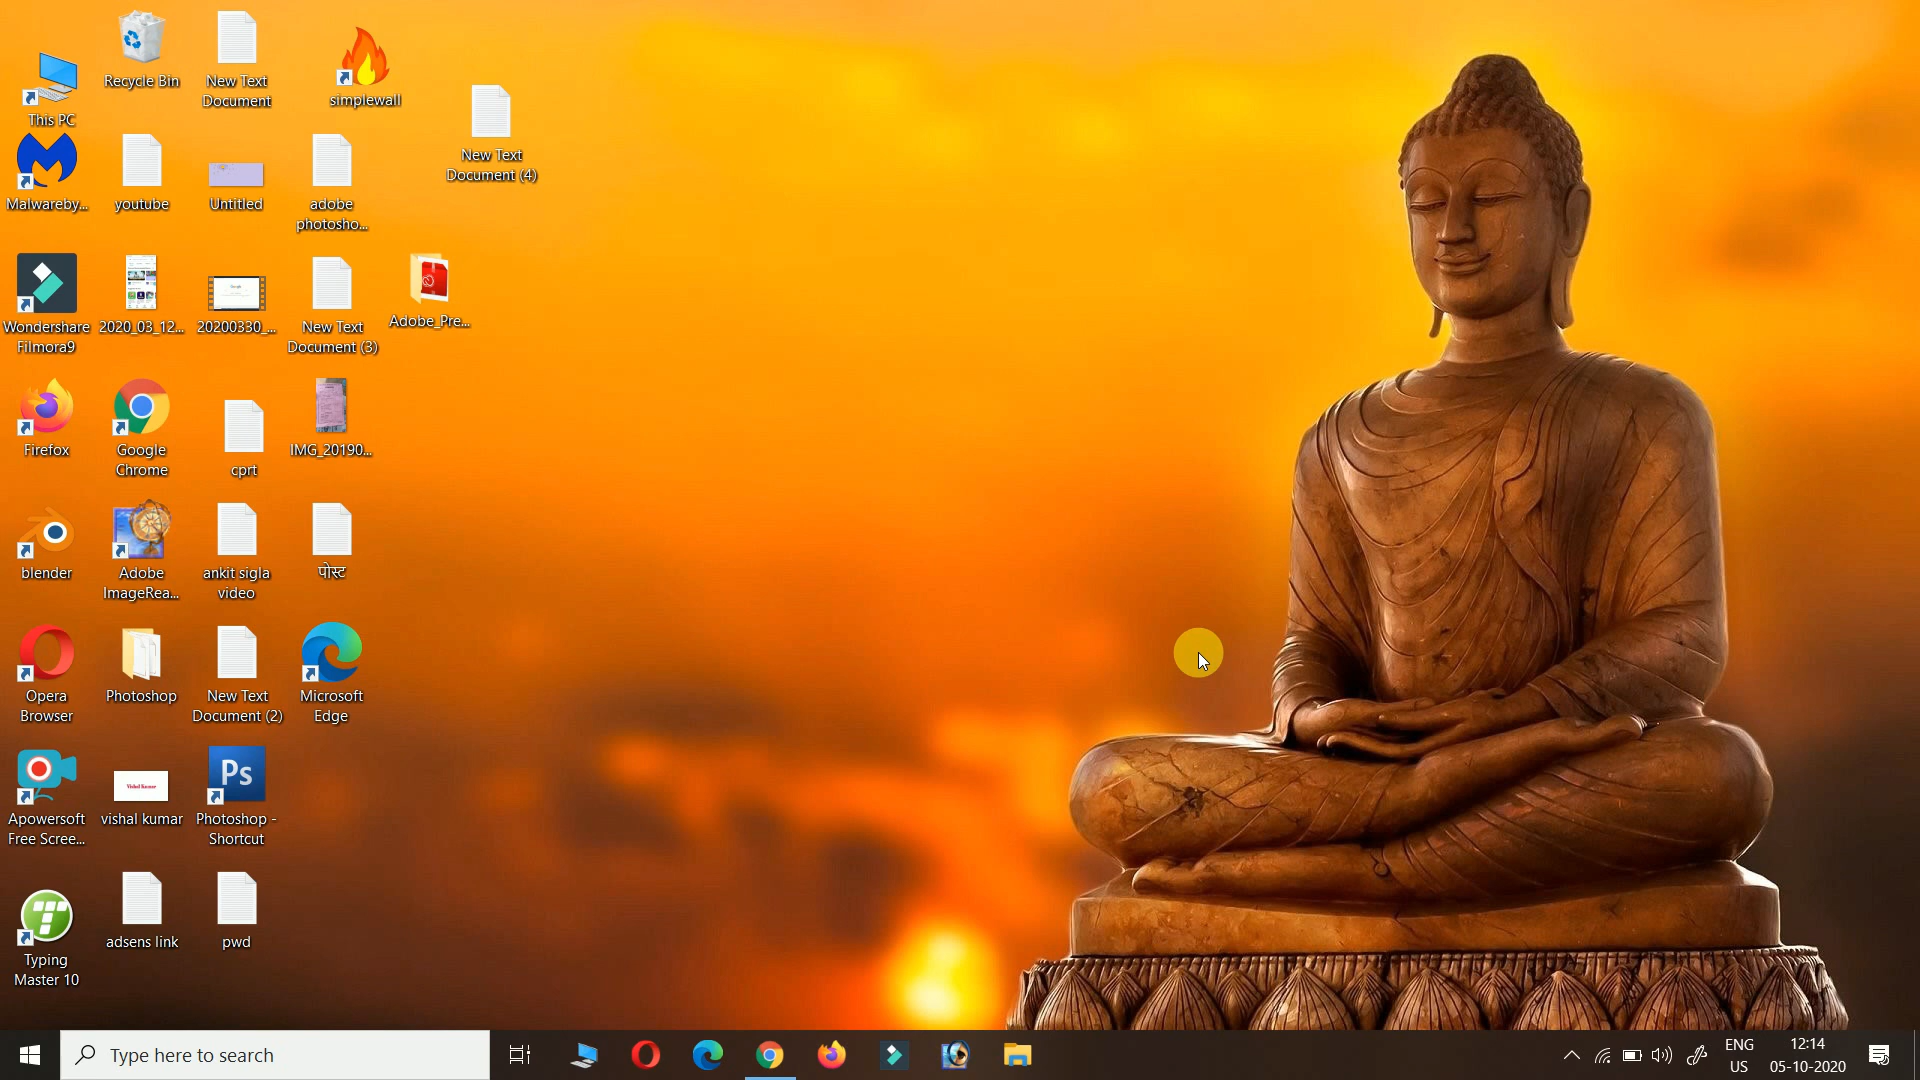 Recycle Bin
New Text
Document
simplewall
This PC
New Text
Document (4)
Malwareby...
youtube
Untitled
adobe
photosho...
Wondershare
Filmora9
2020_03_12...
20200330_...
New Text
Document (3)
Adobe_Pre...
Firefox
Google
Chrome
cprt
IMG_20190...
blender
Adobe
ImageRea...
ankit sigla
video
पोस्ट
Opera
Browser
Photoshop
New Text
Document (2)
Microsoft
Edge
Ps
Vishal Kumar
Apowersoft
Free Scree...
vishal kumar
Photoshop -
Shortcut
Typing
Master 10
adsens link
pwd
Type here to search
ENG
US
12:14
05-10-2020